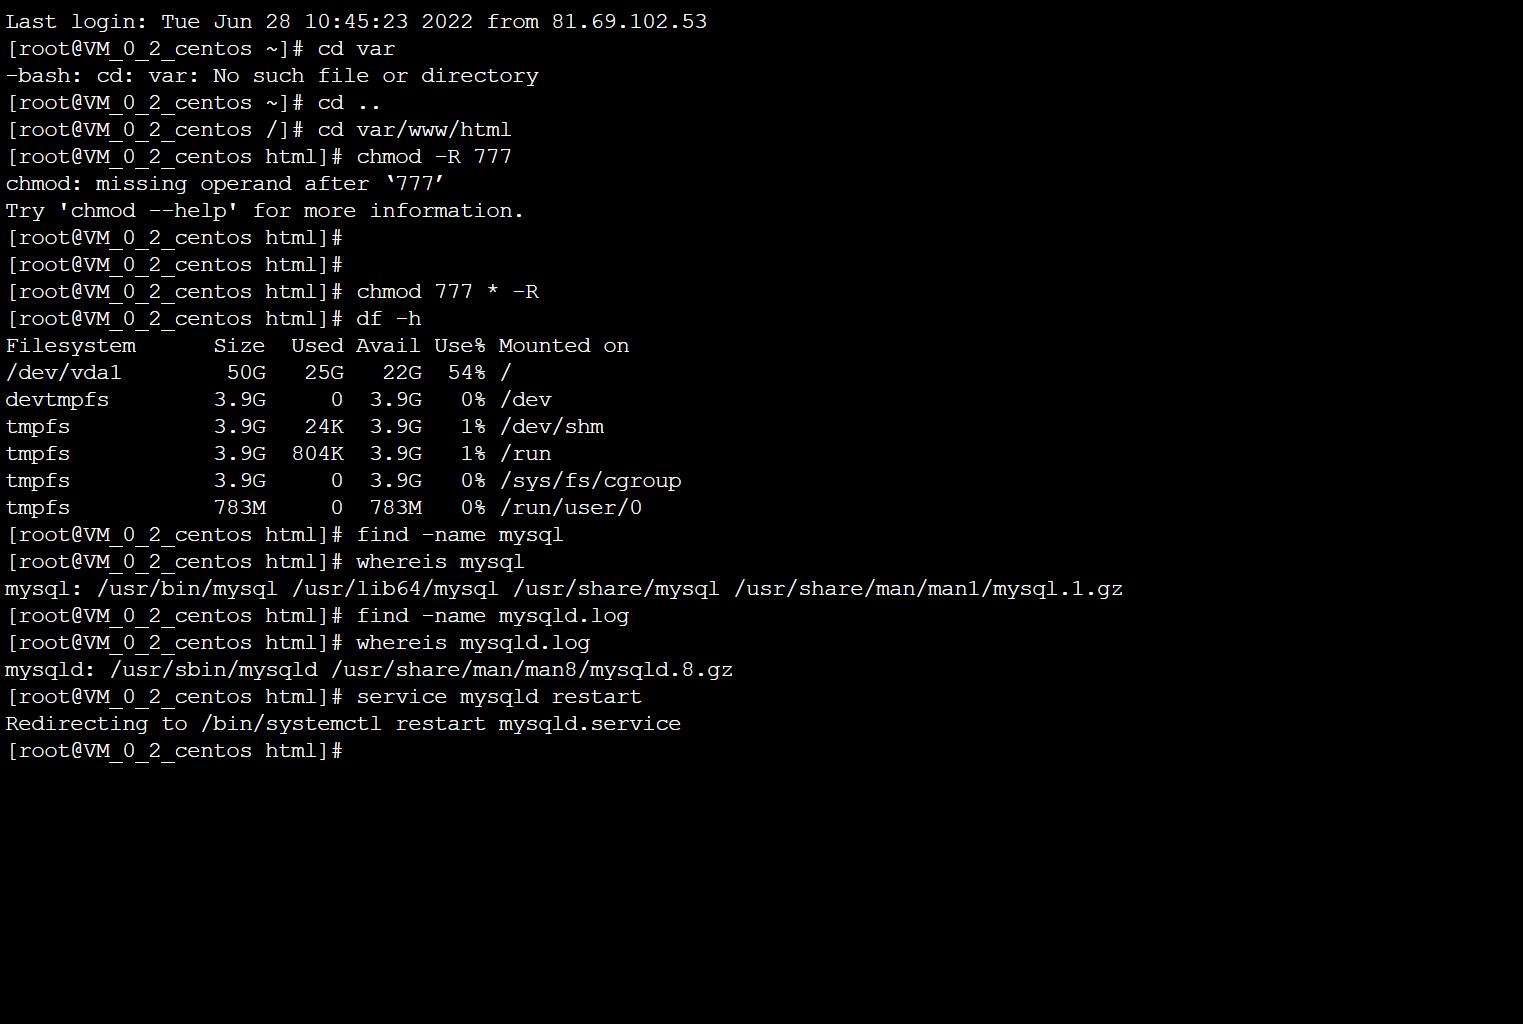 Last login: Tue Jun 28 10:45:23 2022 from 81.69.102.53
[root@VM_0_2_centos ~]# cd var
-bash: cd: var: No such file or directory
[root@VM_0_2_centos ~]# cd ..
[root@VM_0_2_centos /]# cd var/www/html
[root@VM_0_2_centos html]# chmod -R 777
chmod: missing operand after ‘777’
Try 'chmod --help' for more information.
[root@VM_0_2_centos html]#
[root@VM_0_2_centos html]#
[root@VM_0_2_centos html]# chmod 777 * -R
[root@VM_0_2_centos html]# df -h
Filesystem      Size  Used Avail Use% Mounted on
/dev/vda1        50G   25G   22G  54% /
devtmpfs        3.9G     0  3.9G   0% /dev
tmpfs           3.9G   24K  3.9G   1% /dev/shm
tmpfs           3.9G  804K  3.9G   1% /run
tmpfs           3.9G     0  3.9G   0% /sys/fs/cgroup
tmpfs           783M     0  783M   0% /run/user/0
[root@VM_0_2_centos html]# find -name mysql
[root@VM_0_2_centos html]# whereis mysql
mysql: /usr/bin/mysql /usr/lib64/mysql /usr/share/mysql /usr/share/man/man1/mysql.1.gz
[root@VM_0_2_centos html]# find -name mysqld.log
[root@VM_0_2_centos html]# whereis mysqld.log
mysqld: /usr/sbin/mysqld /usr/share/man/man8/mysqld.8.gz
[root@VM_0_2_centos html]# service mysqld restart
Redirecting to /bin/systemctl restart mysqld.service
[root@VM_0_2_centos html]#